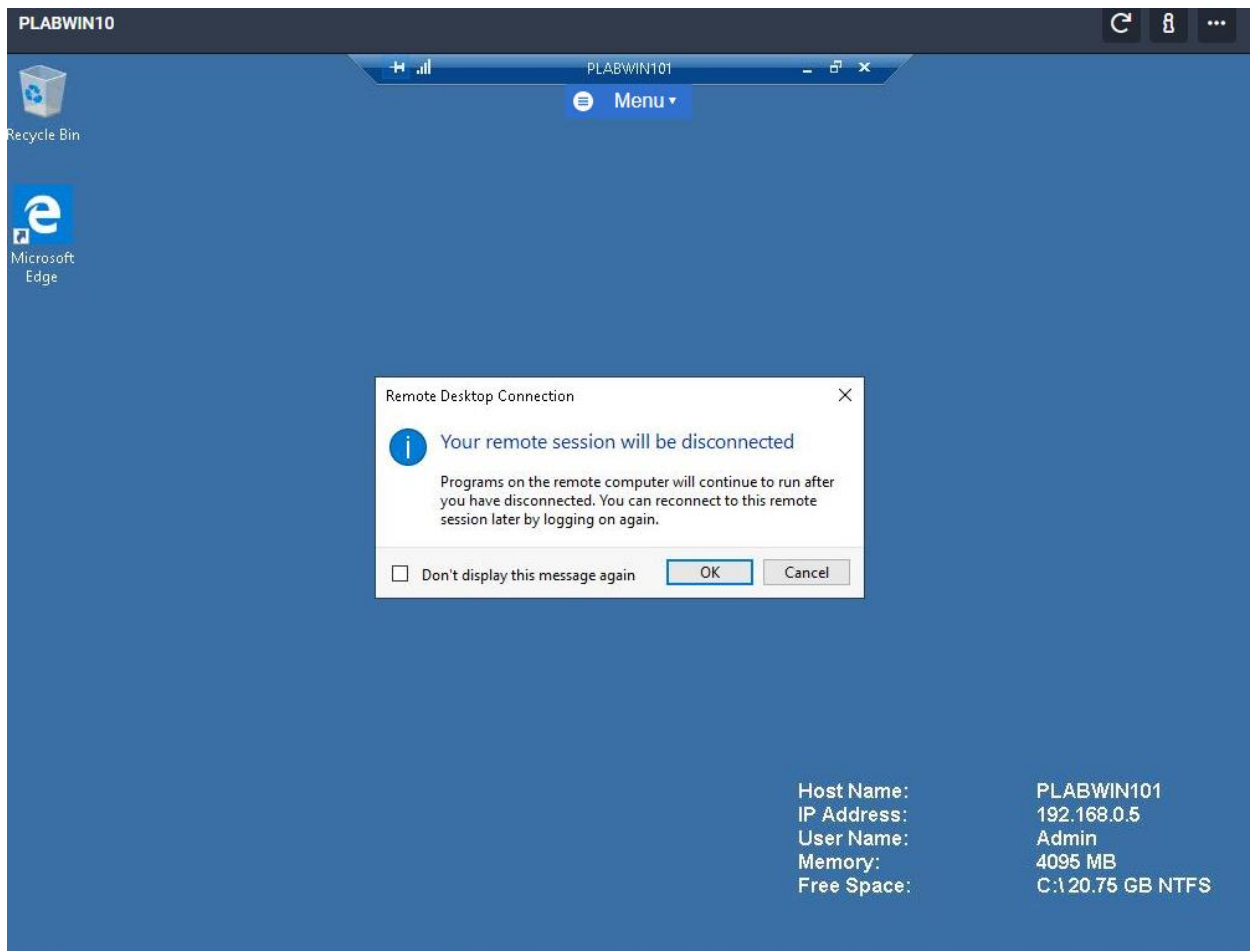 PLABWIN10
PLABWIN101
Menu
Recycle Bin
Microsoft
Edge
Remote Desktop Connection
Your remote session will be disconnected
Programs on the remote computer will continue to run after
you have disconnected. You can reconnect to this remote
session later by logging on again.
Don't display this message again OK Cancel
Host Name: PLABWIN101
IP Address: 192.168.0.5
User Name: Admin
Memory: 4095 MB
Free Space: C:\ 20.75 GB NTFS